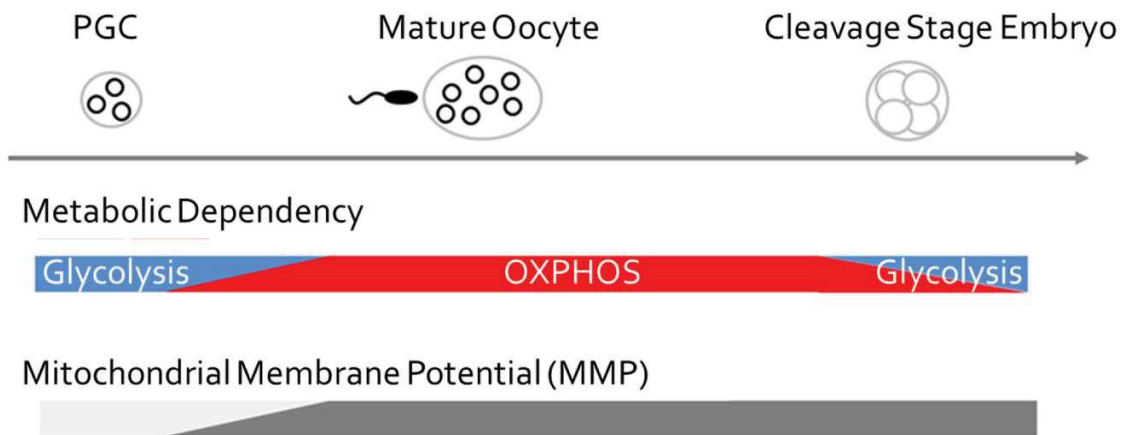 PGC Mature Oocyte Cleavage Stage Embryo
Metabolic Dependency
Glycolysis OXPHOS Glycolysis
Mitochondrial Membrane Potential (MMP)